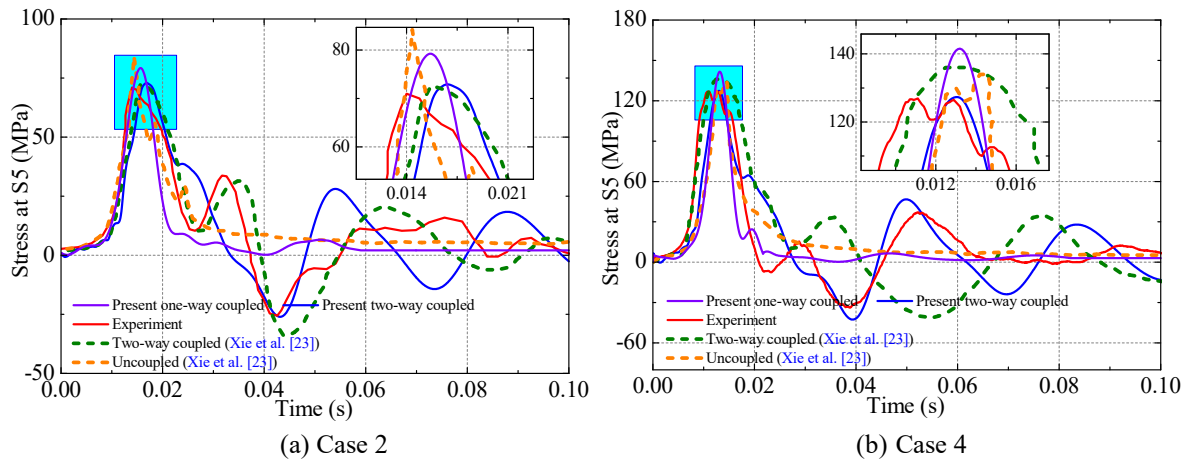 100
50
0
-50
Stress at S5 (MPa)
80
60
0.014
0.021
Present one-way coupled
Present two-way coupled
Experiment
Two-way coupled (Xie et al. [23])
Uncoupled (Xie et al. [23])
0.00
0.02
0.04
0.06
0.08
0.10
Time (s)
(a) Case 2
180
120
60
0
-60
Stress at S5 (MPa)
140
120
0.012
0.016
Present one-way coupled
Present two-way coupled
Experiment
Two-way coupled (Xie et al. [23])
Uncoupled (Xie et al. [23])
0.00
0.02
0.04
0.06
0.08
0.10
Time (s)
(b) Case 4